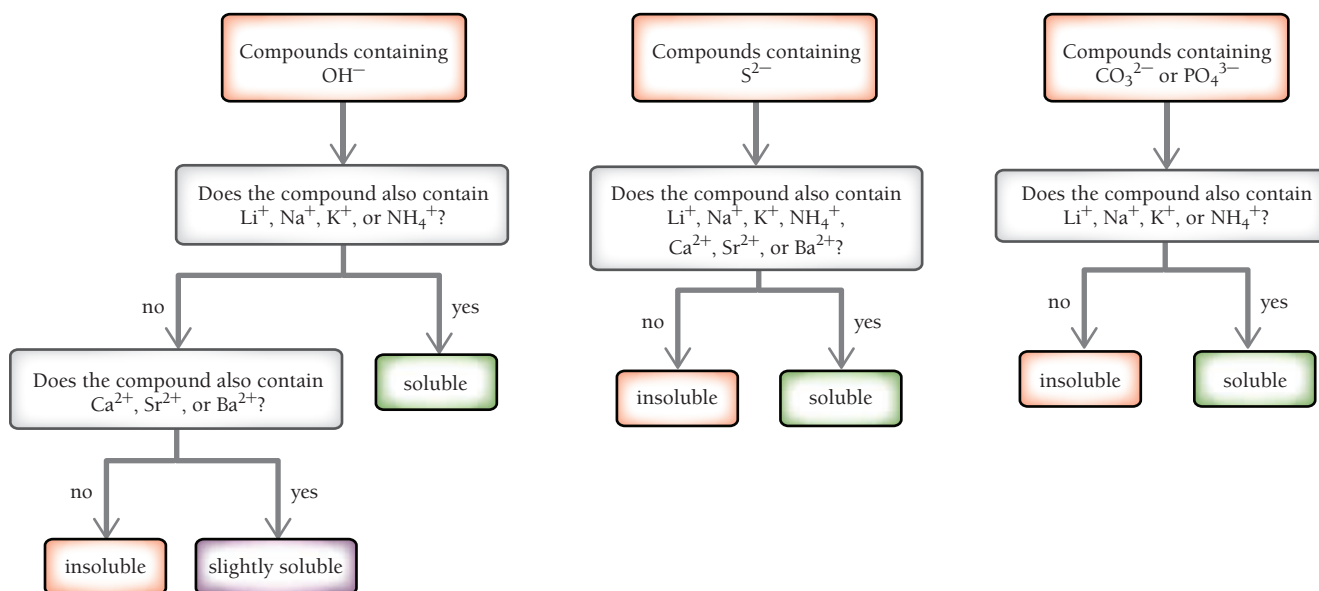 Compounds containing
OH⁻
Does the compound also contain
Li⁺, Na⁺, K⁺, or NH₄⁺?
no
yes
Does the compound also contain
Ca²⁺, Sr²⁺, or Ba²⁺?
soluble
no
yes
insoluble
slightly soluble
Compounds containing
S²⁻
Does the compound also contain
Li⁺, Na⁺, K⁺, NH₄⁺,
Ca²⁺, Sr²⁺, or Ba²⁺?
no
yes
insoluble
soluble
Compounds containing
CO₃²⁻ or PO₄³⁻
Does the compound also contain
Li⁺, Na⁺, K⁺, or NH₄⁺?
no
yes
insoluble
soluble